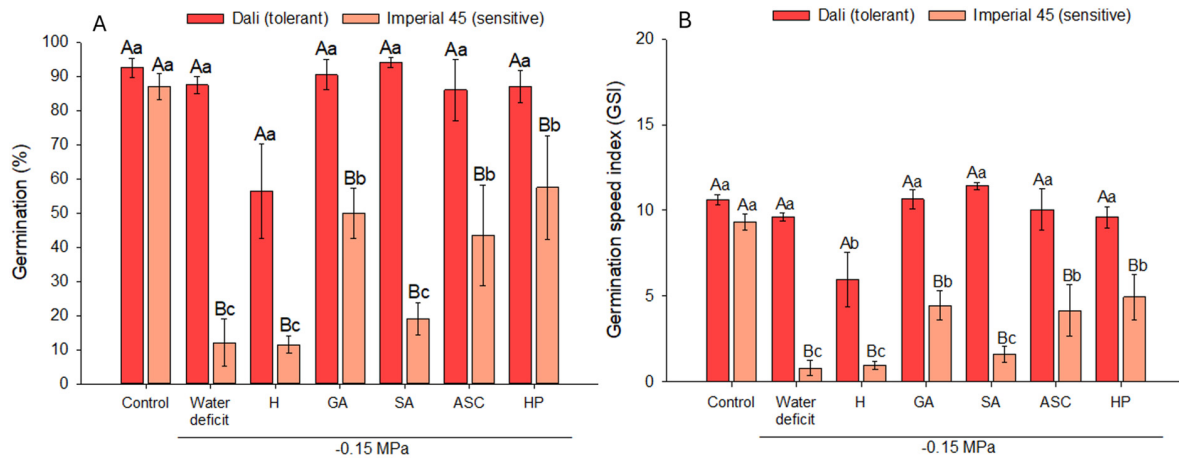 A
Dali (tolerant) Imperial 45 (sensitive)
Germination (%)
100
90
80
70
60
50
40
30
20
10
0
Aa Aa Aa Bc Aa Bc Aa Bb Aa Bc Aa Bb Aa Bb
Control Water deficit H GA SA ASC HP
-0.15 MPa
B
Dali (tolerant) Imperial 45 (sensitive)
Germination speed index (GSI)
20
15
10
5
0
Aa Aa Aa Bc Ab Bc Aa Bb Aa Bc Aa Bb Aa Bb
Control Water deficit H GA SA ASC HP
-0.15 MPa